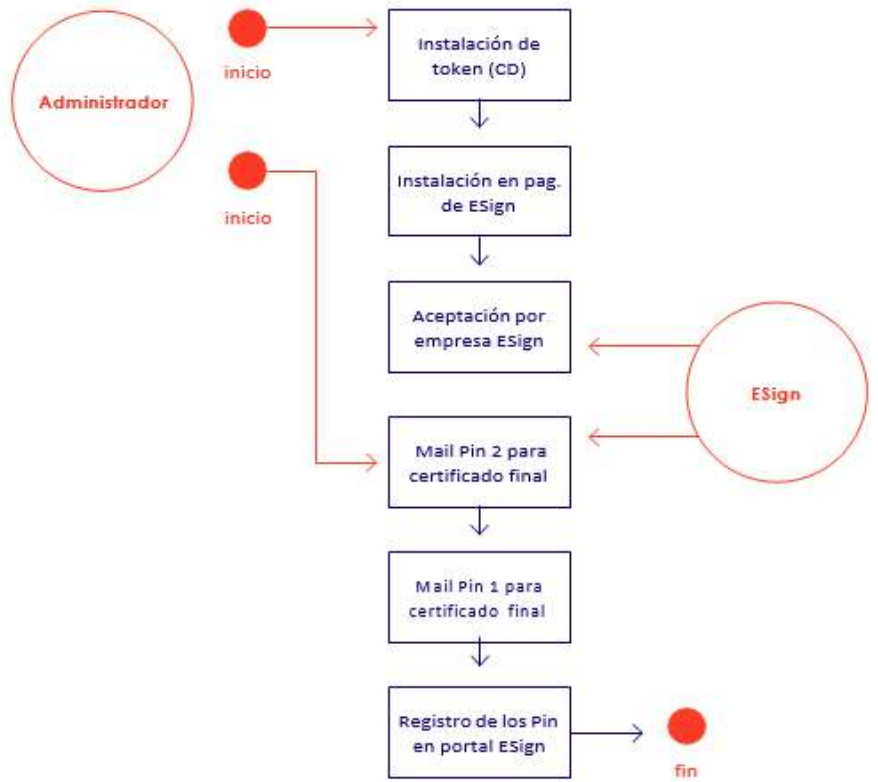 Administrador
inicio
Instalación de
token (CD)
inicio
Instalación en pag.
de ESign
Aceptación por
empresa ESign
ESign
Mail Pin 2 para
certificado final
Mail Pin 1 para
certificado final
Registro de los Pin
en portal ESign
fin